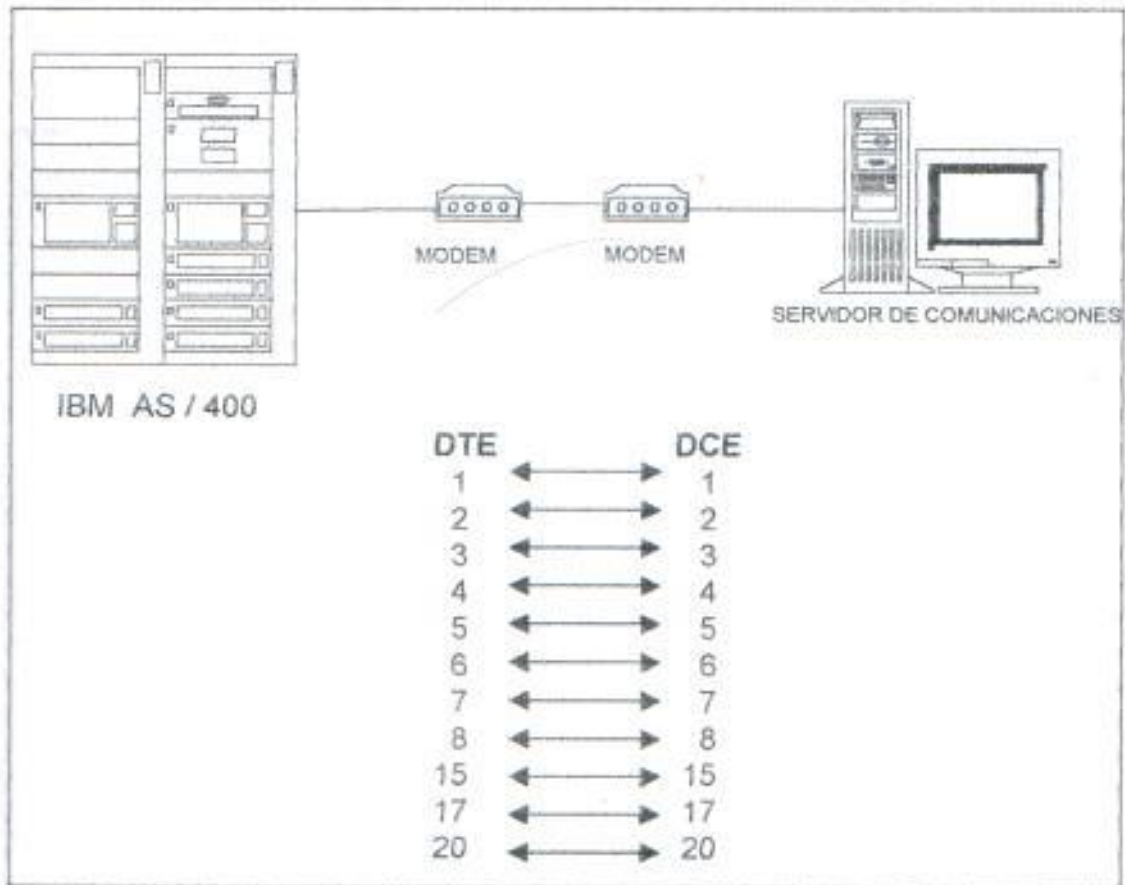 MODEM MODEM
SERVIDOR DE COMUNICACIONES
IBM AS / 400
DTE DCE
1 1
2 2
3 3
4 4
5 5
6 6
7 7
8 8
15 15
17 17
20 20